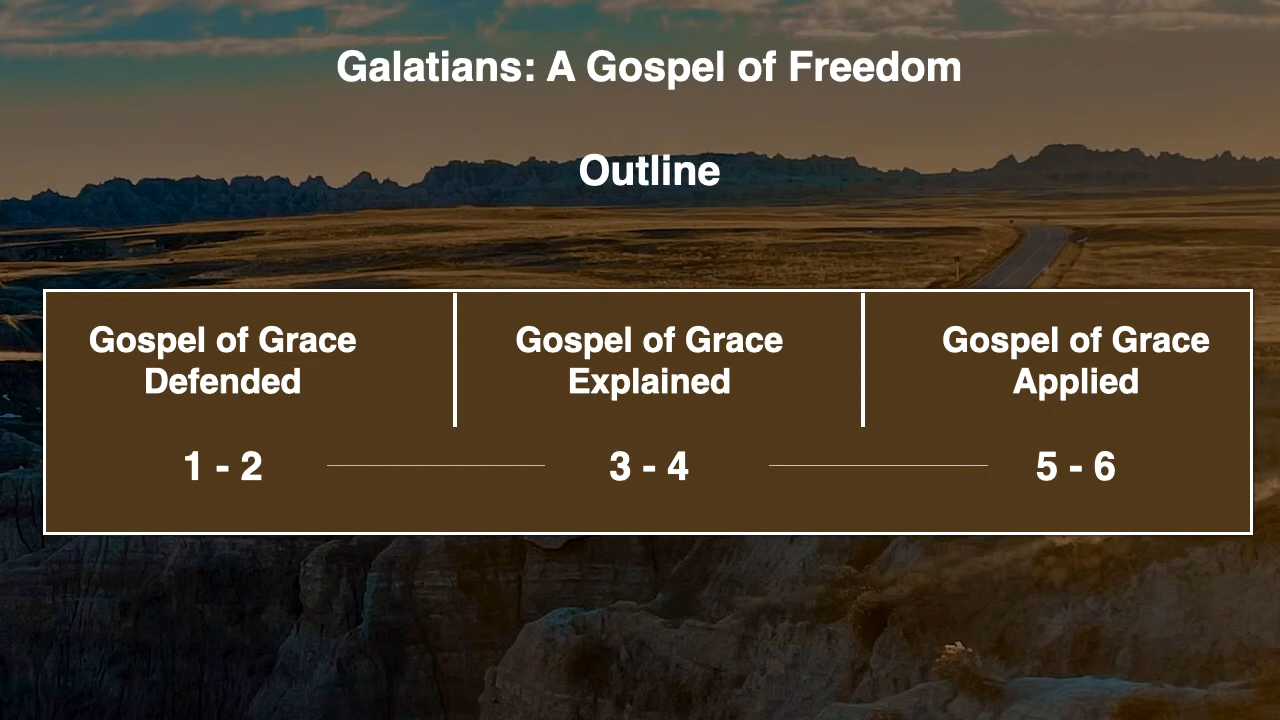 Galatians: A Gospel of Freedom
Outline
Gospel of Grace
Defended
Gospel of Grace
Explained
Gospel of Grace
Applied
1 - 2
3 - 4
5 - 6